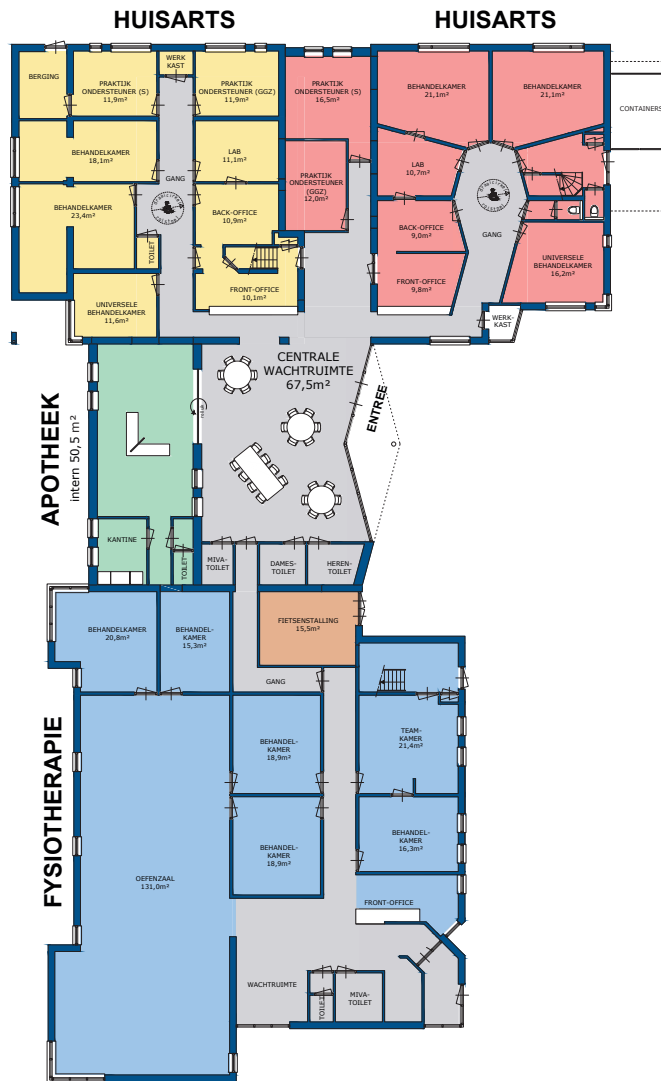 HUISARTS
HUISARTS
BERGING
PRAKTIJK
ONDERSTEUNER (S)
11,9m²
WERK
KAST
PRAKTIJK
ONDERSTEUNER (GGZ)
11,9m²
PRAKTIJK
ONDERSTEUNER (S)
16,5m²
BEHANDELKAMER
21,1m²
BEHANDELKAMER
21,1m²
CONTAINERS
BEHANDELKAMER
18,1m²
LAB
11,1m²
GANG
PRAKTIJK
ONDERSTEUNER
(GGZ)
12,0m²
LAB
10,7m²
BEHANDELKAMER
23,4m²
BACK-OFFICE
10,9m²
TOILET
BACK-OFFICE
9,0m²
GANG
UNIVERSELE
BEHANDELKAMER
16,2m²
UNIVERSELE
BEHANDELKAMER
11,6m²
FRONT-OFFICE
10,1m²
FRONT-OFFICE
9,8m²
WERK-
KAST
CENTRALE
WACHTRUIMTE
67,5m²
ENTREE
APOTHEEK
intern 50,5 m²
KANTINE
TOILET
MIVA-
TOILET
DAMES-
TOILET
HEREN-
TOILET
FYSIOTHERAPIE
BEHANDELKAMER
20,8m²
BEHANDEL-
KAMER
15,3m²
FIETSENSTALLING
15,5m²
GANG
BEHANDEL-
KAMER
18,9m²
TEAM-
KAMER
21,4m²
BEHANDEL-
KAMER
18,9m²
BEHANDEL-
KAMER
16,3m²
OEFENZAAL
131,0m²
FRONT-OFFICE
WACHTRUIMTE
TOILET
MIVA-
TOILET